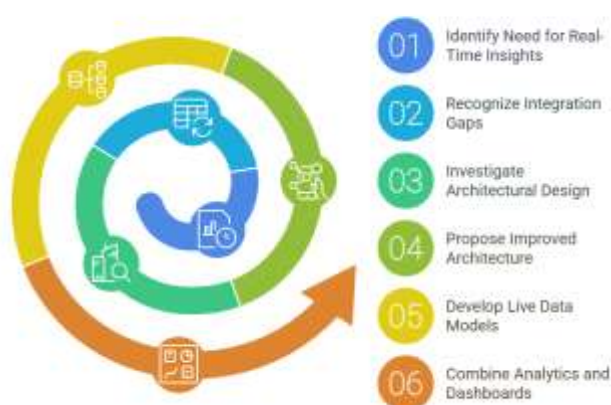 01
Identify Need for Real-
Time Insights
02
Recognize Integration
Gaps
03
Investigate
Architectural Design
04
Propose Improved
Architecture
05
Develop Live Data
Models
06
Combine Analytics and
Dashboards